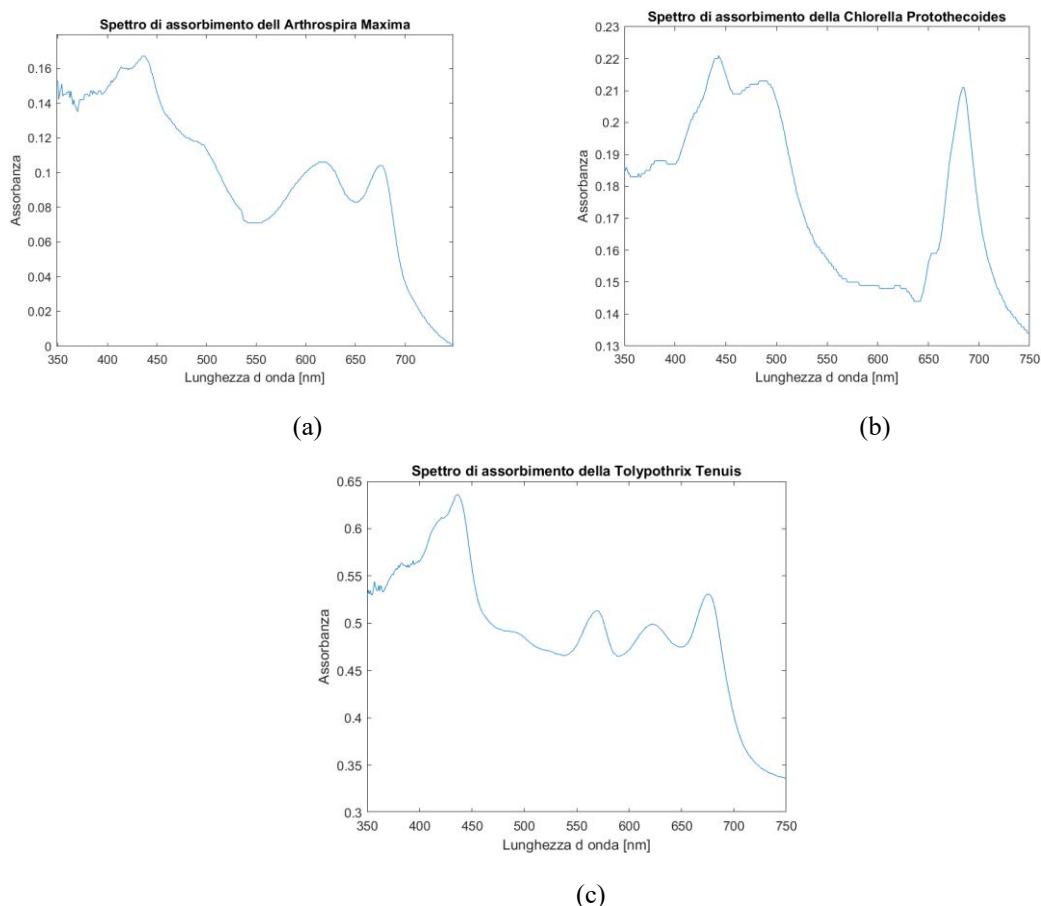 Spettro di assorbimento dell Arthrospira Maxima
0.16
0.14
0.12
0.1
0.08
0.06
0.04
0.02
0
Assorbanza
350 400 450 500 550 600 650 700
Lunghezza d onda [nm]
(a)
Spettro di assorbimento della Chlorella Protothecoides
0.23
0.22
0.21
0.2
0.19
0.18
0.17
0.16
0.15
0.14
0.13
Assorbanza
350 400 450 500 550 600 650 700 750
Lunghezza d onda [nm]
(b)
Spettro di assorbimento della Tolypothrix Tenuis
0.65
0.6
0.55
0.5
0.45
0.4
0.35
0.3
Assorbanza
350 400 450 500 550 600 650 700 750
Lunghezza d onda [nm]
(c)